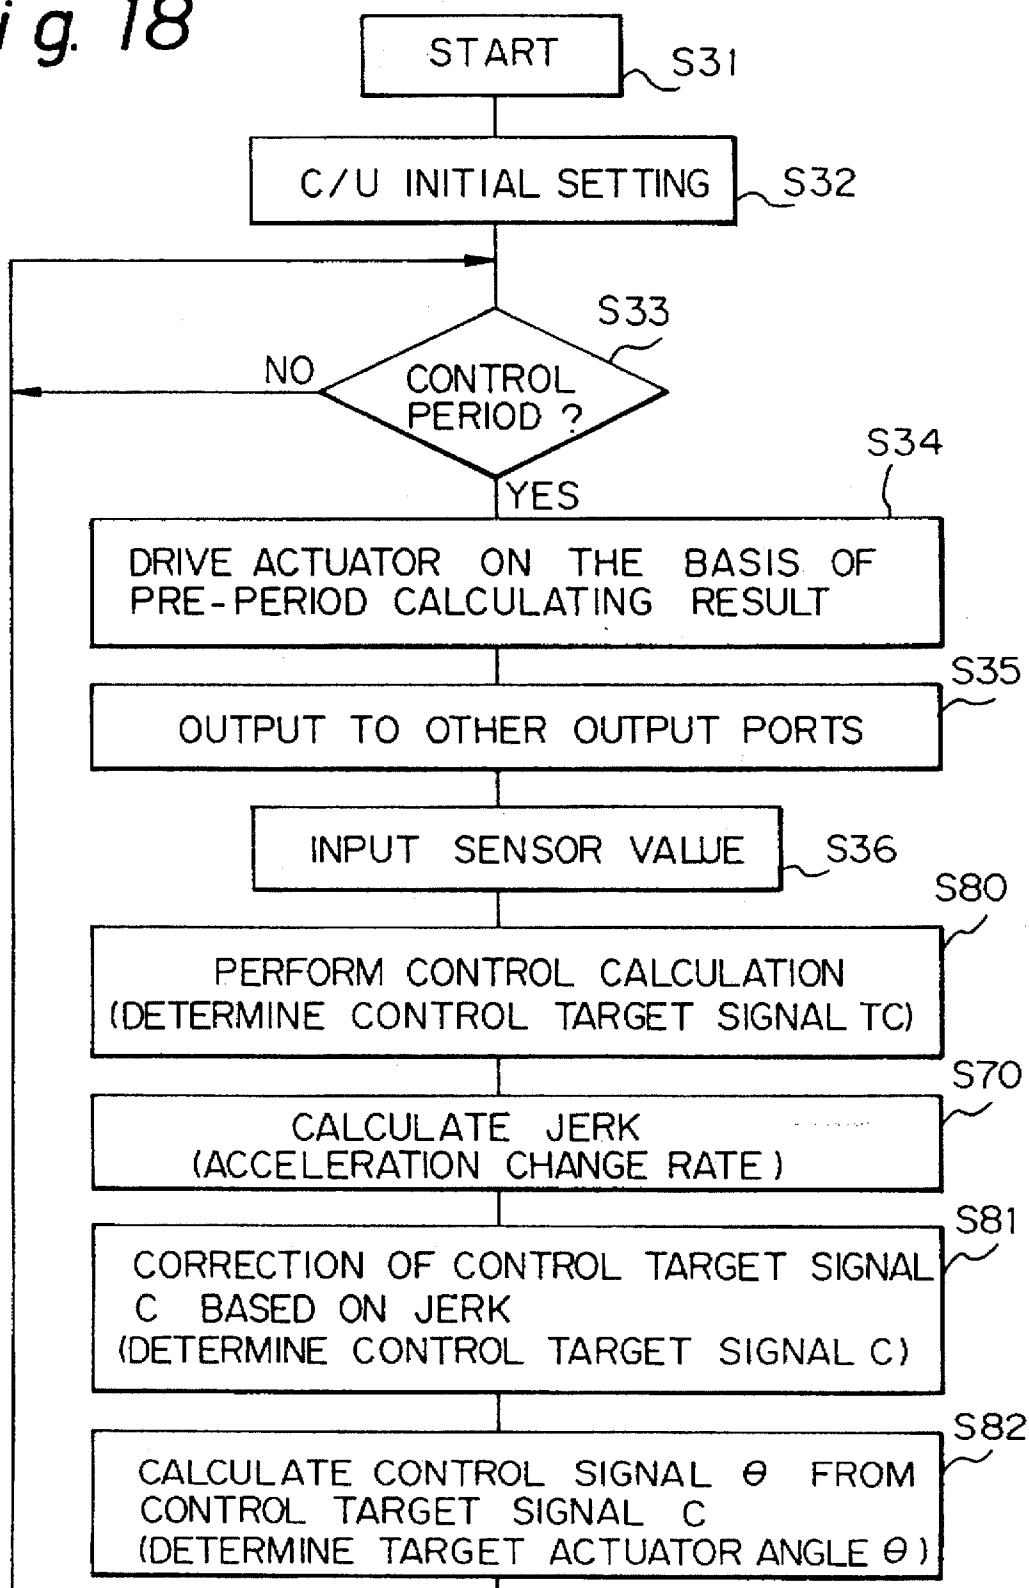 ig. 18
START
S31
C/U INITIAL SETTING
S32
S33
NO
CONTROL
PERIOD ?
YES
S34
DRIVE ACTUATOR ON THE BASIS OF
PRE-PERIOD CALCULATING RESULT
S35
OUTPUT TO OTHER OUTPUT PORTS
INPUT SENSOR VALUE
S36
S80
PERFORM CONTROL CALCULATION
(DETERMINE CONTROL TARGET SIGNAL TC)
S70
CALCULATE JERK
(ACCELERATION CHANGE RATE)
S81
CORRECTION OF CONTROL TARGET SIGNAL
C BASED ON JERK
(DETERMINE CONTROL TARGET SIGNAL C)
S82
CALCULATE CONTROL SIGNAL θ FROM
CONTROL TARGET SIGNAL C
(DETERMINE TARGET ACTUATOR ANGLE θ)